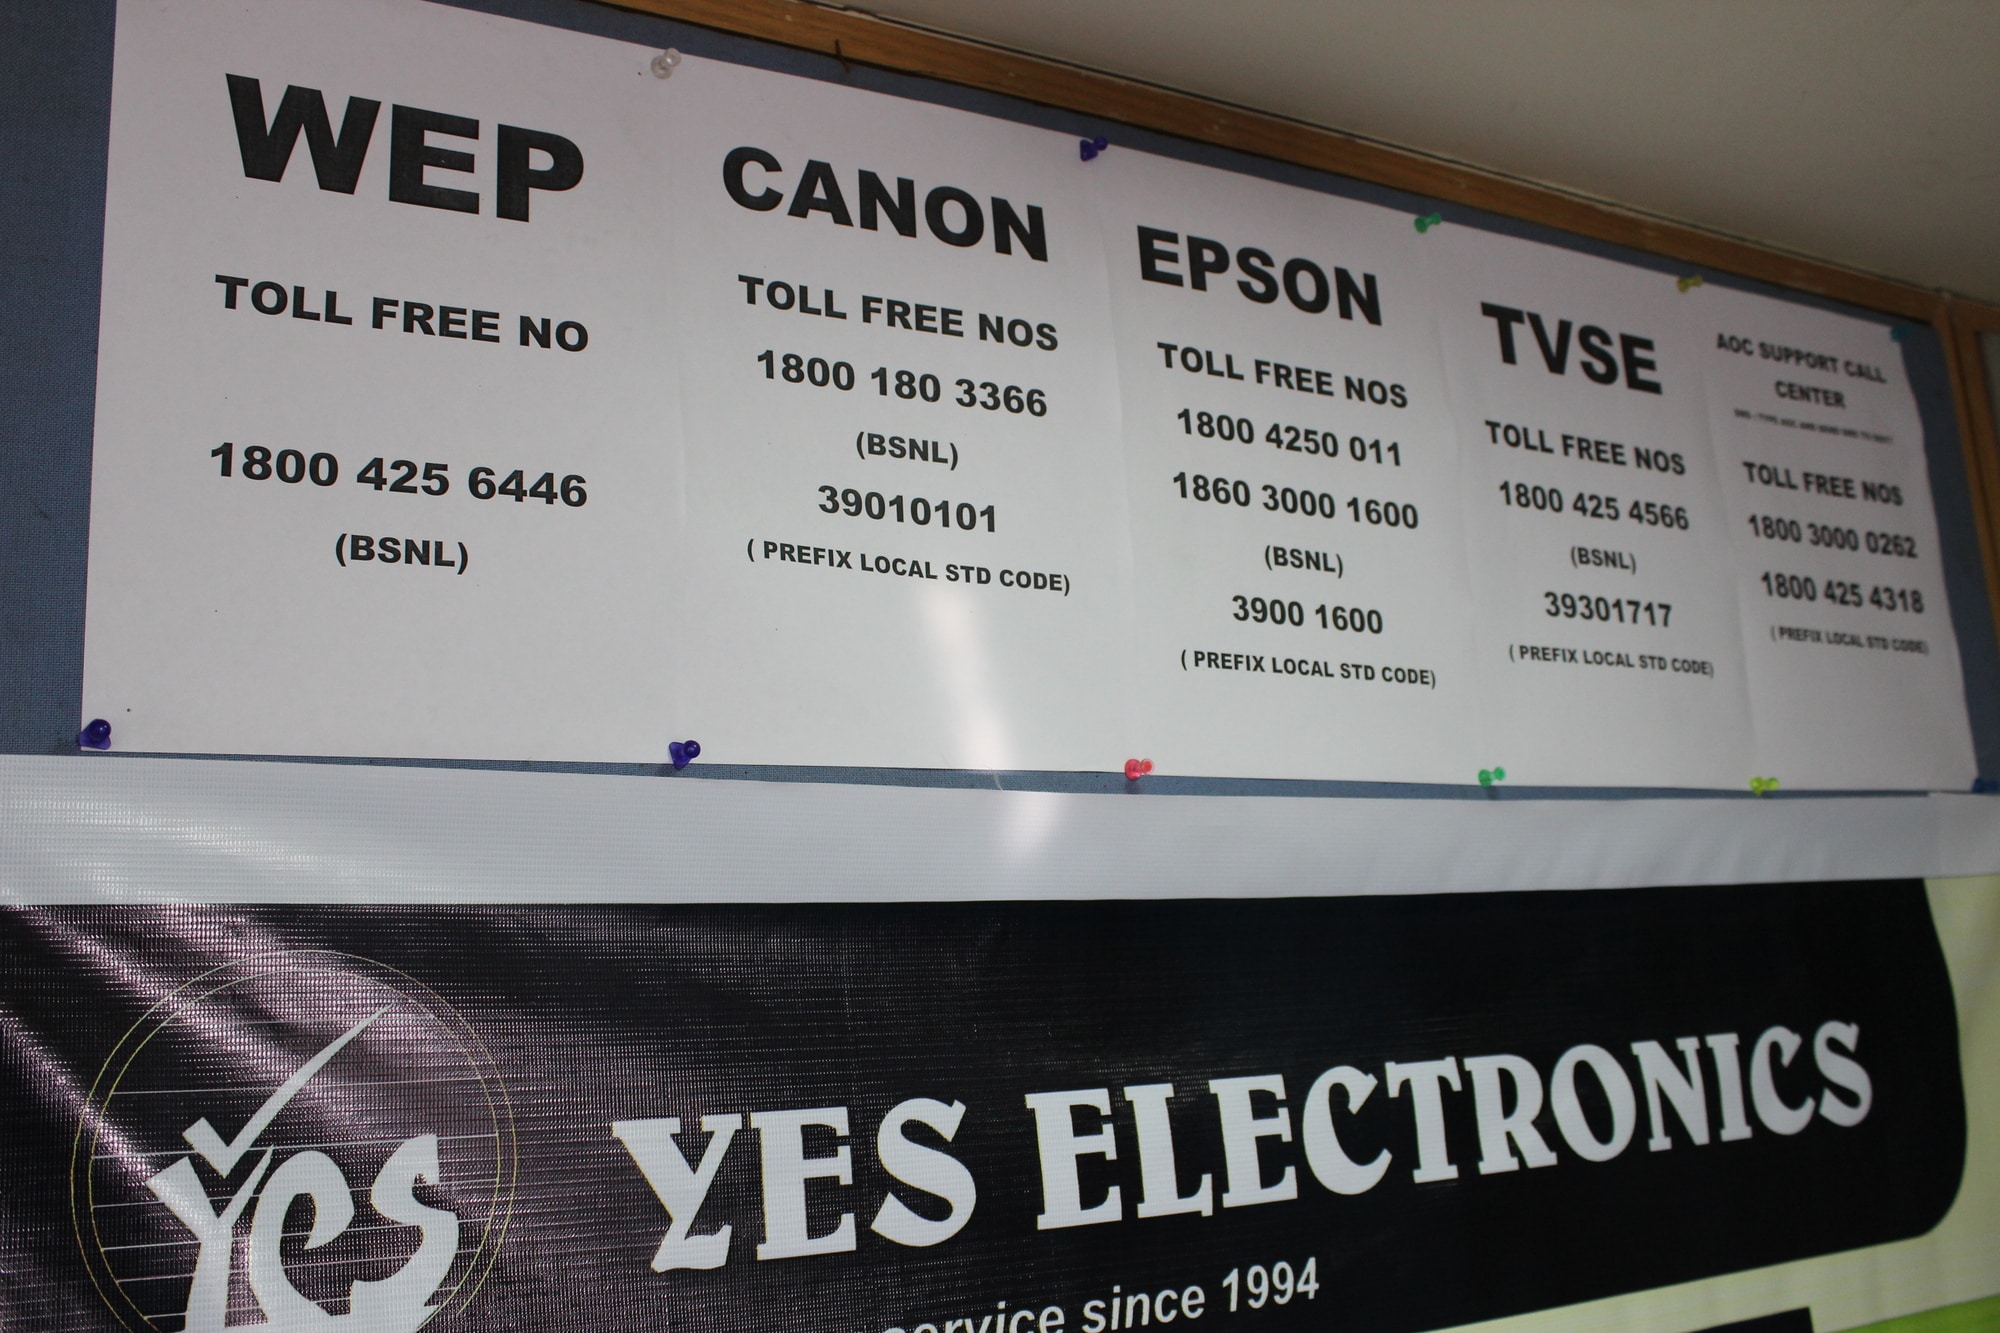 WEP
TOLL FREE NO
1800 425 6446
(BSNL)
CANON
TOLL FREE NOS
1800 180 3366
(BSNL)
39010101
( PREFIX LOCAL STD CODE)
EPSON
TOLL FREE NOS
1800 4250 011
1860 3000 1600
(BSNL)
3900 1600
( PREFIX LOCAL STD CODE)
TVSE
TOLL FREE NOS
1800 425 4566
(BSNL)
39301717
( PREFIX LOCAL STD CODE)
AOC SUPPORT CALL
CENTER
TOLL FREE NOS
1800 3000 0262
1800 425 4318
( PREFIX LOCAL STD CODE)
Yes
YES ELECTRONICS
since 1994